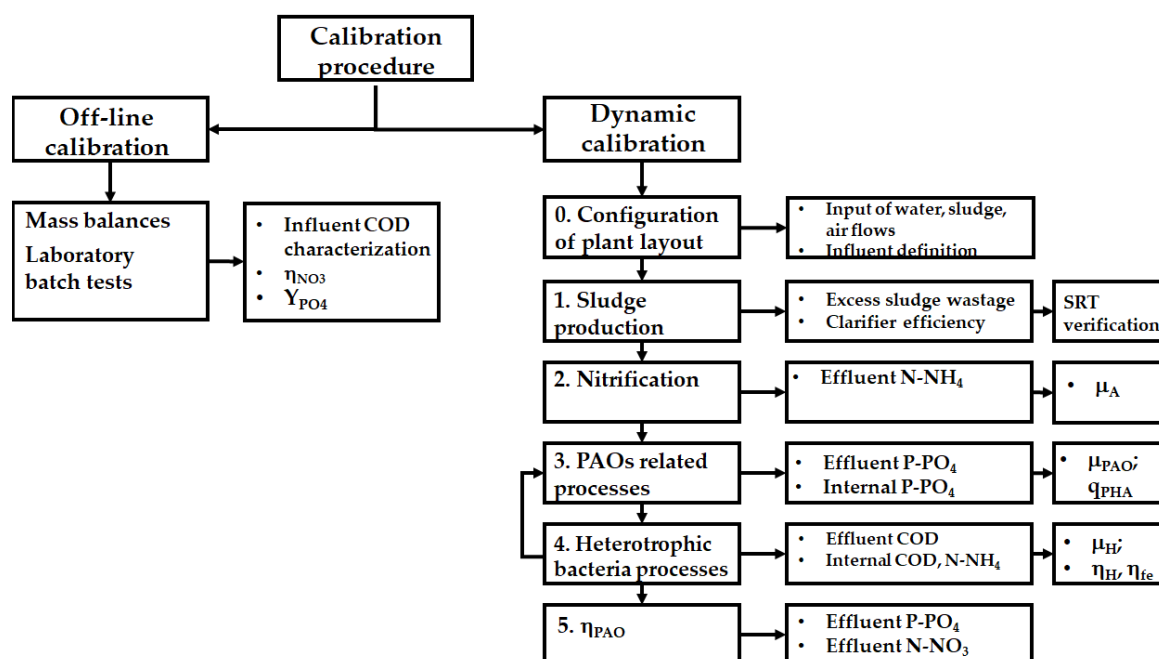 Calibration
procedure
Off-line
calibration
Dynamic
calibration
Mass balances
Laboratory
batch tests
• Influent COD
characterization
• ηNO3
• YPO4
0. Configuration
of plant layout
• Input of water, sludge,
air flows
• Influent definition
1. Sludge
production
• Excess sludge wastage
• Clarifier efficiency
SRT
verification
2. Nitrification
• Effluent N-NH4
• μA
3. PAOs related
processes
• Effluent P-PO4
• Internal P-PO4
• μPAO;
qPHA
4. Heterotrophic
bacteria processes
• Effluent COD
• Internal COD, N-NH4
• μH;
• ηH, ηfe
5. ηPAO
• Effluent P-PO4
• Effluent N-NO3